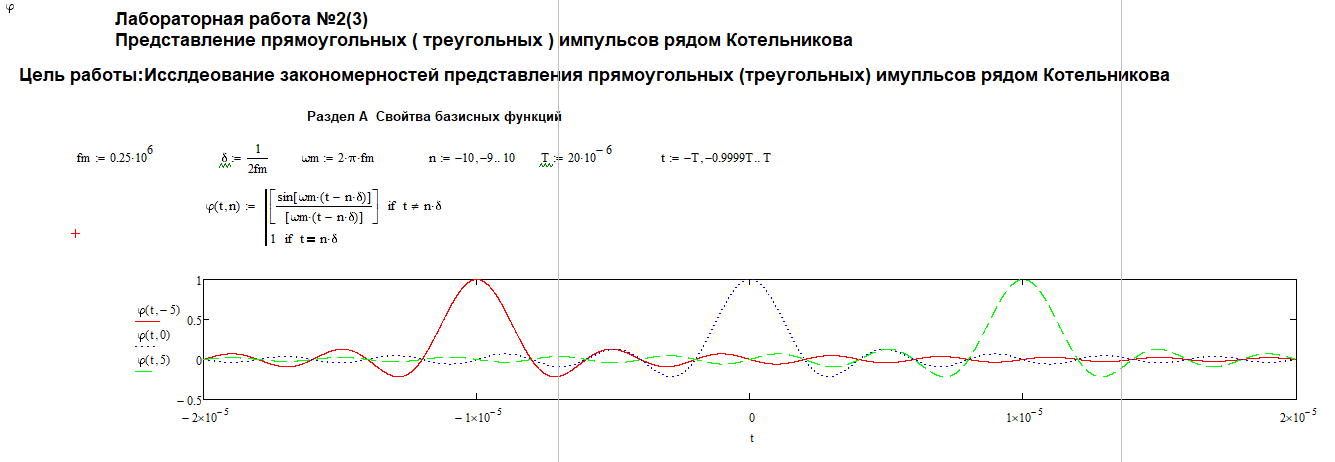 φ
Лабораторная работа №2(3)
Представление прямоугольных ( треугольных ) импульсов рядом Котельникова
Цель работы:Исслдеование закономерностей представления прямоугольных (треугольных) имупльсов рядом Котельникова
Раздел А Свойтва базисных функций
fm := 0.25·10^6   δ := 1/2fm   ωm := 2·π·fm   n := −10,−9.. 10   T := 20·10^−6   t := −T,−0.9999T.. T
φ(t,n) := [sin[ωm·(t − n·δ)]/[ωm·(t − n·δ)]] if t ≠ n·δ
1 if t = n·δ
φ(t,−5)
φ(t,0)
φ(t,5)
1
0.5
0
−0.5
−2×10^−5   −1×10^−5   0   1×10^−5   2×10^−5
t